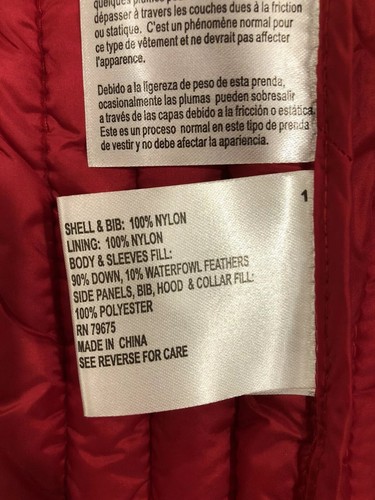 dépasser à travers les couches dues à la friction
ou statique. C'est un phénomène normal pour
ce type de vêtement et ne devrait pas affecter
l'apparence.
Debido a la ligereza de peso de esta prenda,
ocasionalmente las plumas pueden sobresalir
a través de las capas debido a la fricción o estática.
Este es un proceso normal en este tipo de prenda
de vestir y no debe afectar la apariencia.
1
SHELL & BIB: 100% NYLON
LINING: 100% NYLON
BODY & SLEEVES FILL:
90% DOWN, 10% WATERFOWL FEATHERS
SIDE PANELS, BIB, HOOD & COLLAR FILL:
100% POLYESTER
RN 79675
MADE IN CHINA
SEE REVERSE FOR CARE